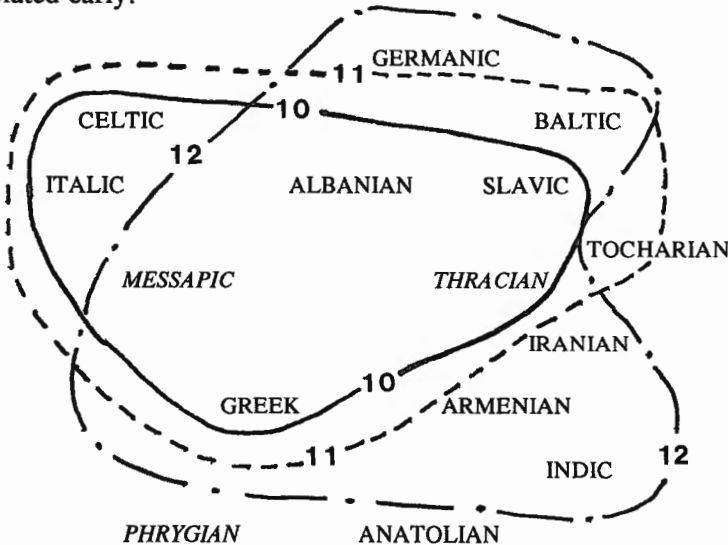 olated early.
GERMANIC
11
10
CELTIC
BALTIC
12
ITALIC
ALBANIAN
SLAVIC
TOCHARIAN
MESSAPIC
THRACIAN
IRANIAN
10
GREEK
ARMENIAN
11
12
INDIC
PHRYGIAN
ANATOLIAN